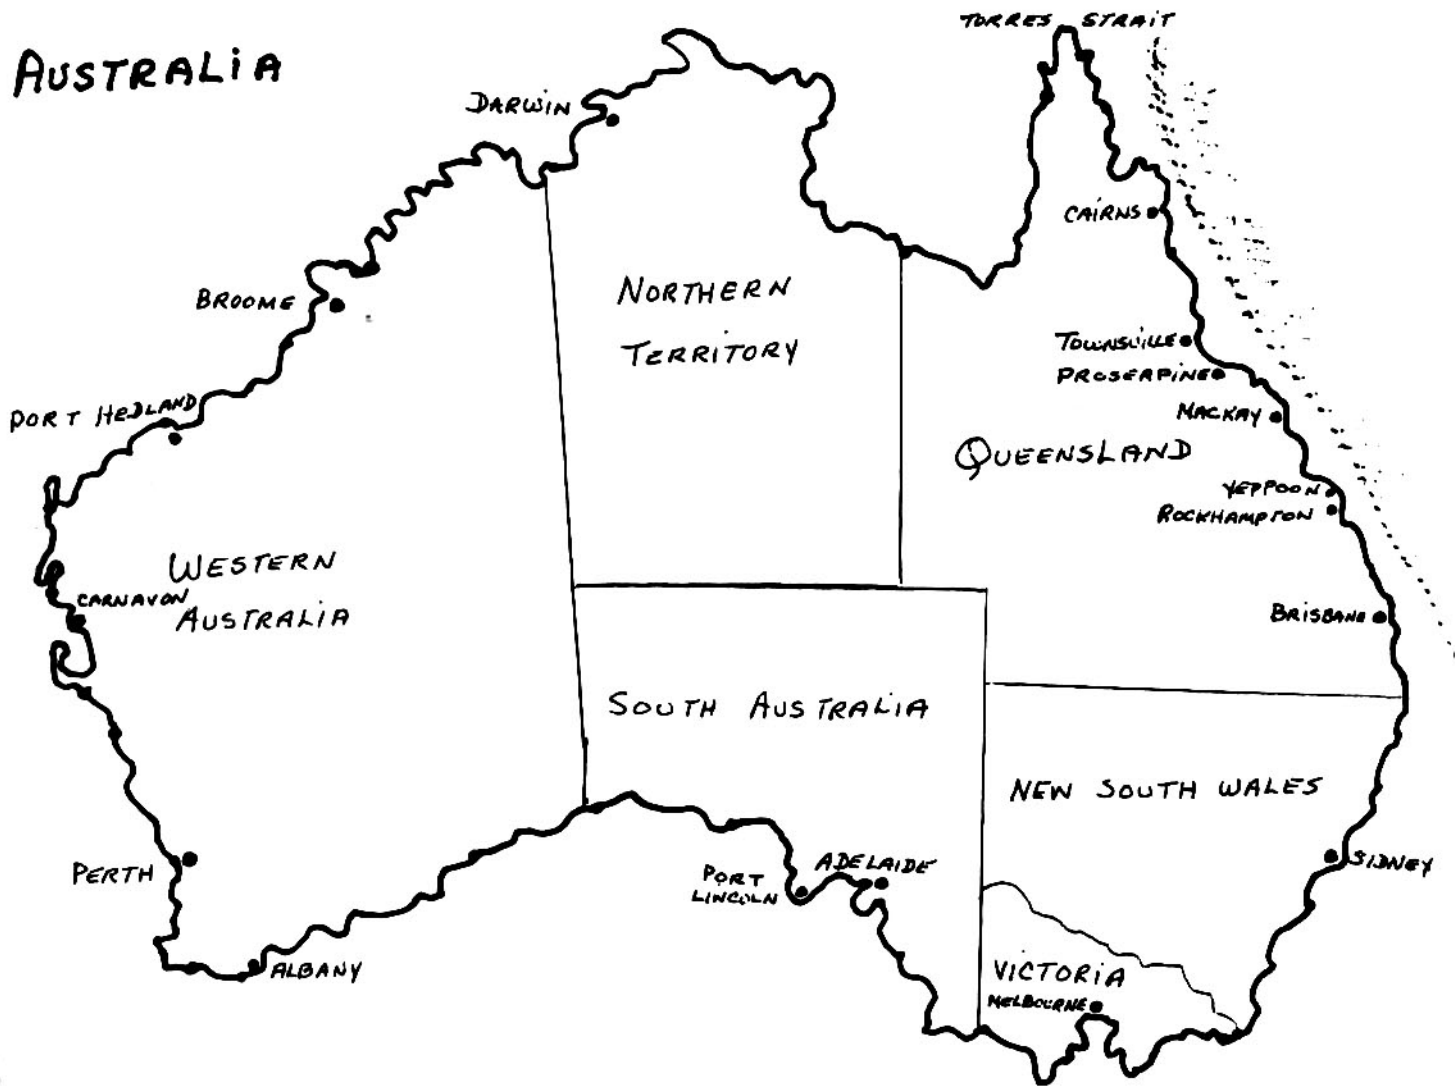 TORRES STRAIT
AUSTRALIA
DARWIN
CAIRNS
BROOME
NORTHERN
TERRITORY
TOWNSVILLE
PROSERPINE
PORT HEDLAND
MACKAY
QUEENSLAND
YEPPOON
ROCKHAMPTON
WESTERN
AUSTRALIA
CARNAVON
BRISBANE
SOUTH AUSTRALIA
NEW SOUTH WALES
PERTH
PORT
LINCOLN
ADELAIDE
SIDNEY
ALBANY
VICTORIA
MELBOURNE